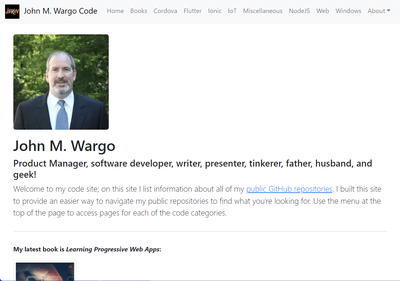 John M. Wargo Code Home Books Cordova Flutter Ionic IoT Miscellaneous NodeJS Web Windows About
John M. Wargo
Product Manager, software developer, writer, presenter, tinkerer, father, husband, and
geek!
Welcome to my code site; on this site I list information about all of my public GitHub repositories. I built this site
to provide an easier way to navigate my public repositories to find what you're looking for. Use the menu at the
top of the page to access pages for each of the code categories.
My latest book is Learning Progressive Web Apps: